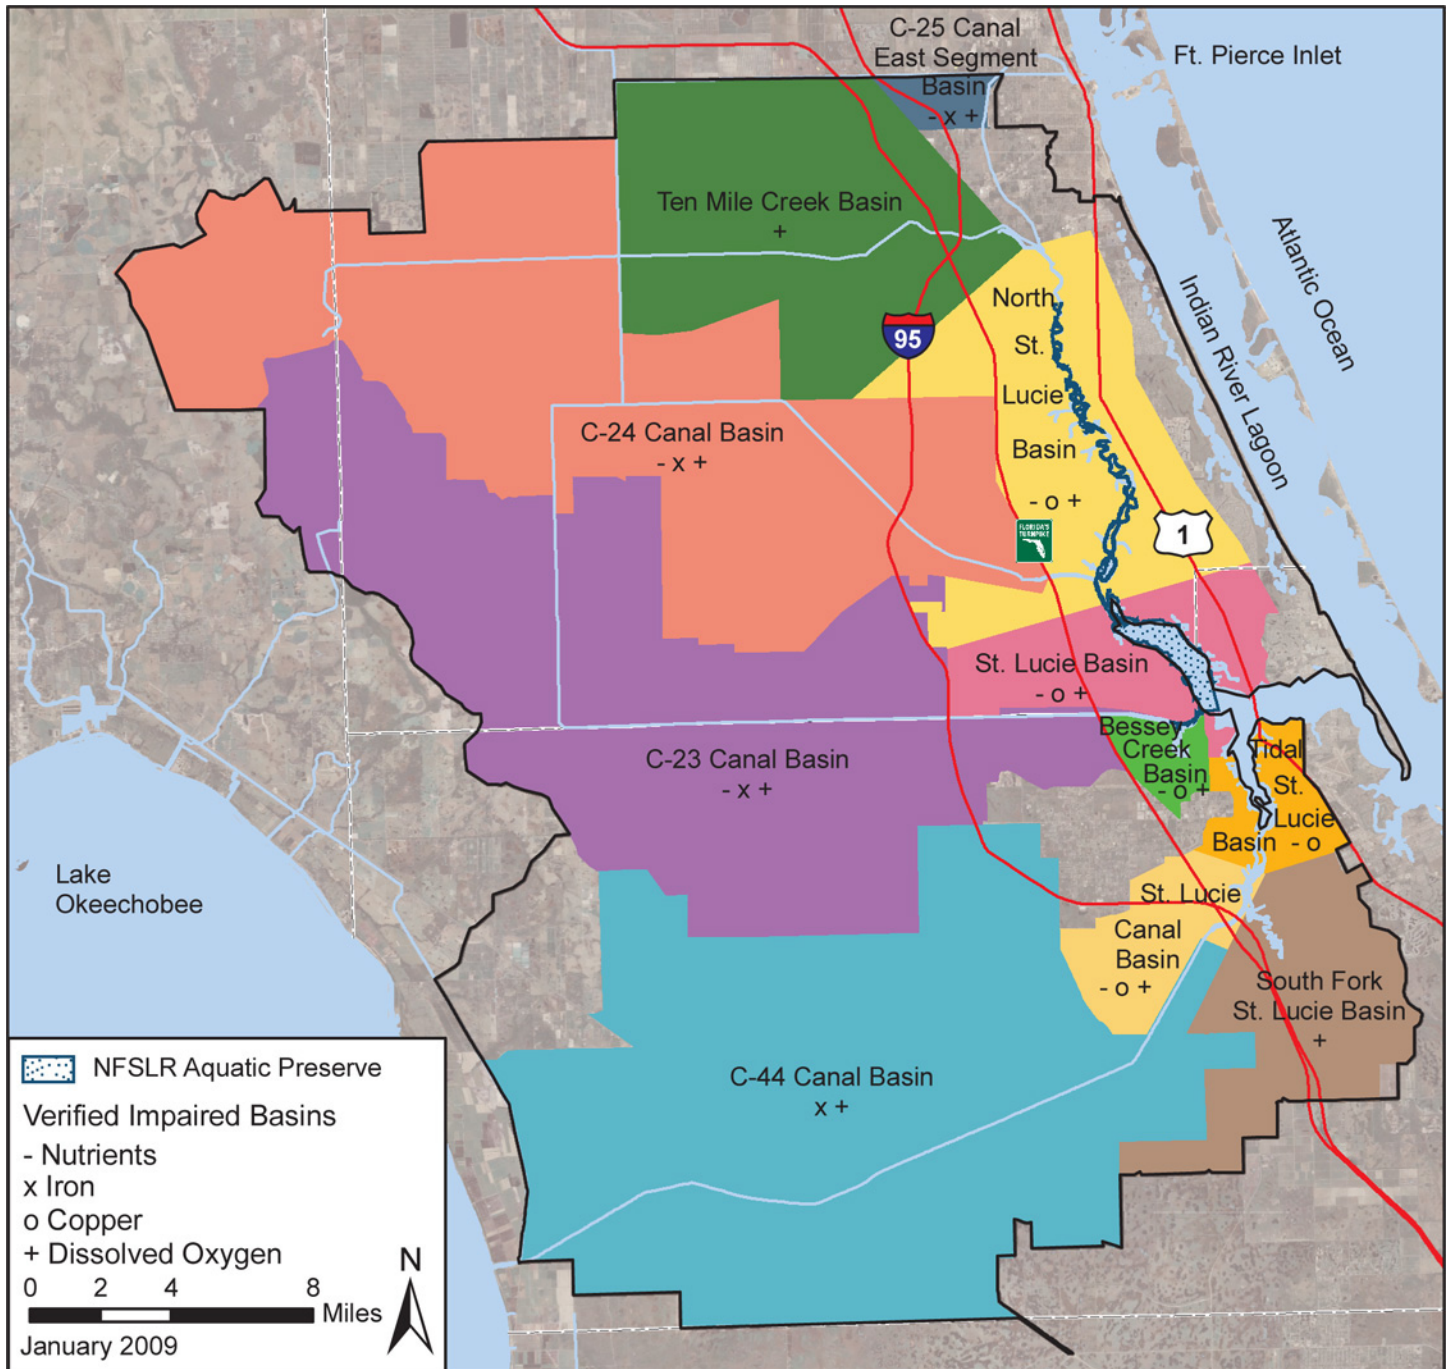 C-25 Canal
East Segment
Basin
- x +
Ft. Pierce Inlet
Ten Mile Creek Basin
+
Atlantic Ocean
Indian River Lagoon
95
North
St.
Lucie
Basin
- o +
C-24 Canal Basin
- x +
FLORIDA'S
TURNPIKE
1
St. Lucie Basin
- o +
C-23 Canal Basin
- x +
Bessey
Creek
Basin
- o +
Tidal
St.
Lucie
Basin - o
Lake
Okeechobee
St. Lucie
Canal
Basin
- o +
South Fork
St. Lucie Basin
+
C-44 Canal Basin
x +
NFSLR Aquatic Preserve
Verified Impaired Basins
- Nutrients
x Iron
o Copper
+ Dissolved Oxygen
N
0 2 4 8
Miles
January 2009